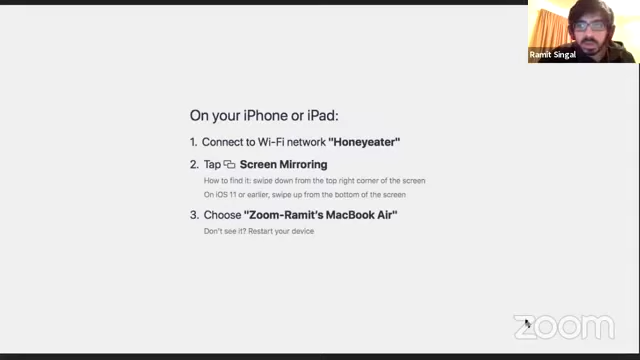 Ramit Singal
On your iPhone or iPad:
1. Connect to Wi-Fi network "Honeyeater"
2. Tap Screen Mirroring
How to find it: swipe down from the top right corner of the screen
On iOS 11 or earlier, swipe up from the bottom of the screen
3. Choose "Zoom-Ramit's MacBook Air"
Don't see it? Restart your device
zoom